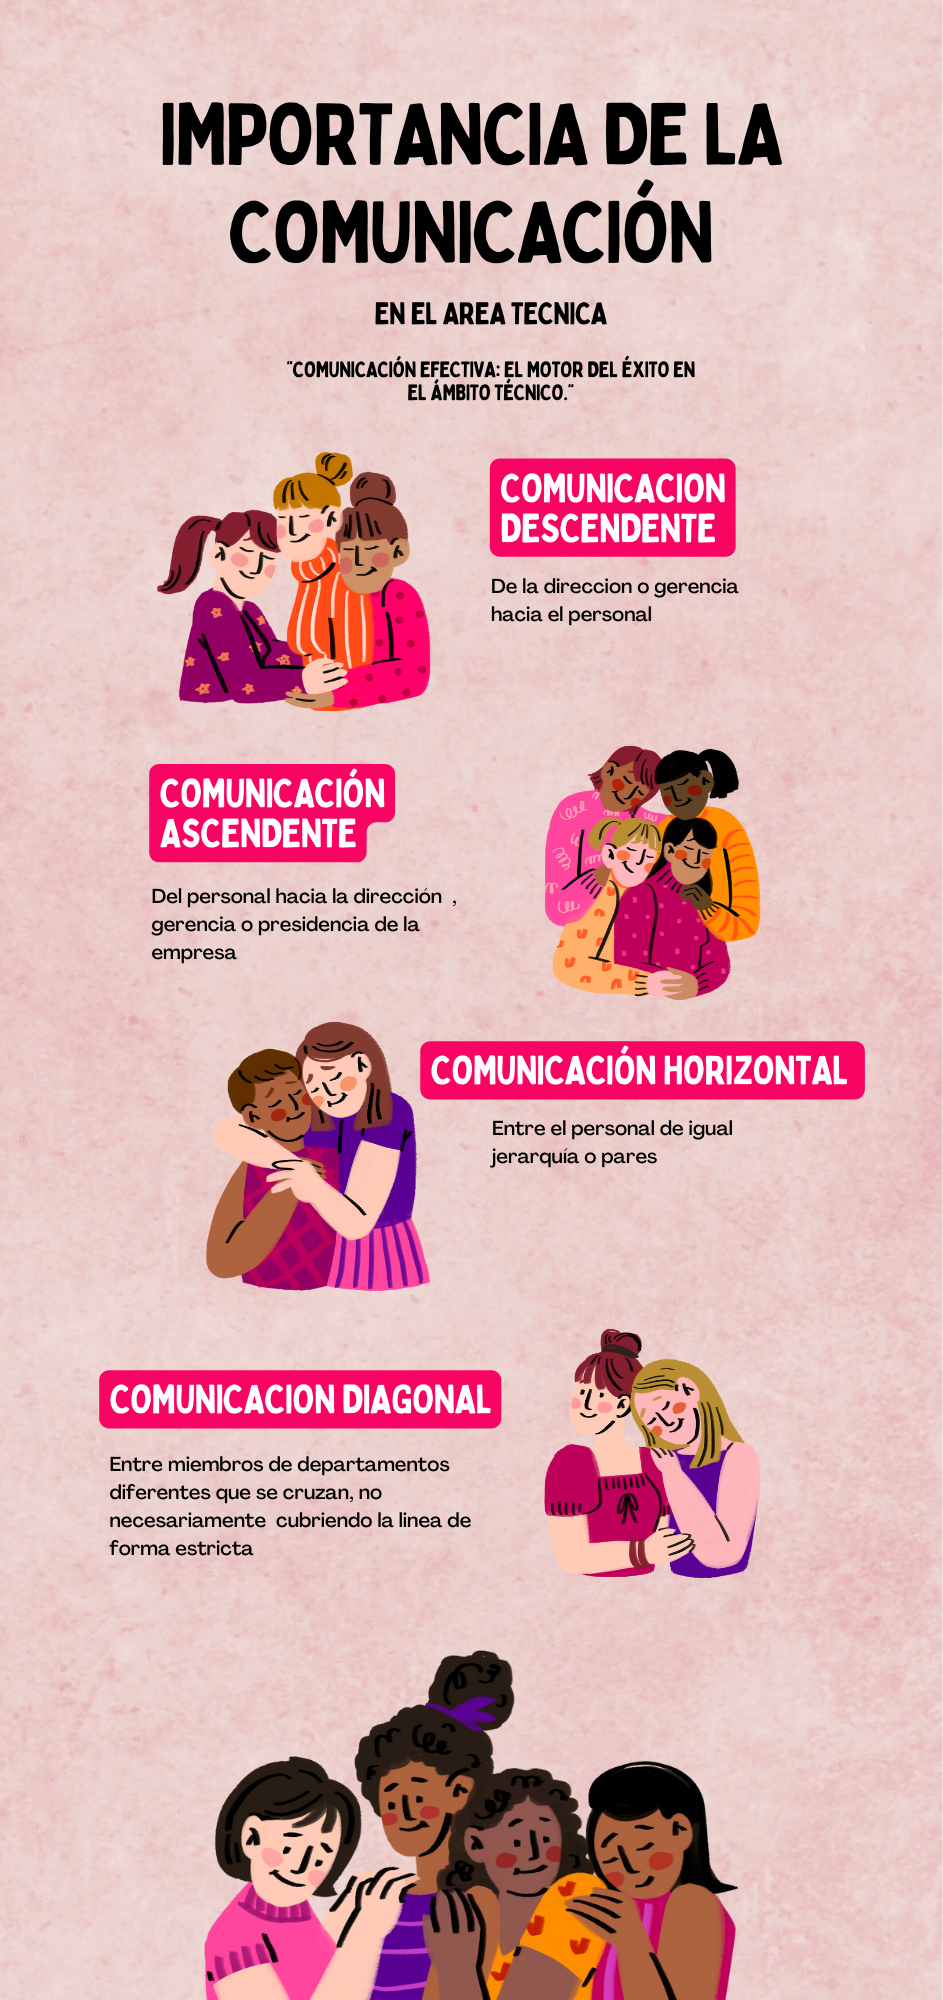 IMPORTANCIA DE LA
COMUNICACIÓN
EN EL AREA TECNICA
"COMUNICACIÓN EFECTIVA: EL MOTOR DEL ÉXITO EN
EL ÁMBITO TÉCNICO."
COMUNICACION
DESCENDENTE
De la direccion o gerencia
hacia el personal
COMUNICACIÓN
ASCENDENTE
Del personal hacia la dirección ,
gerencia o presidencia de la
empresa
COMUNICACIÓN HORIZONTAL
Entre el personal de igual
jerarquía o pares
COMUNICACION DIAGONAL
Entre miembros de departamentos
diferentes que se cruzan, no
necesariamente cubriendo la linea de
forma estricta